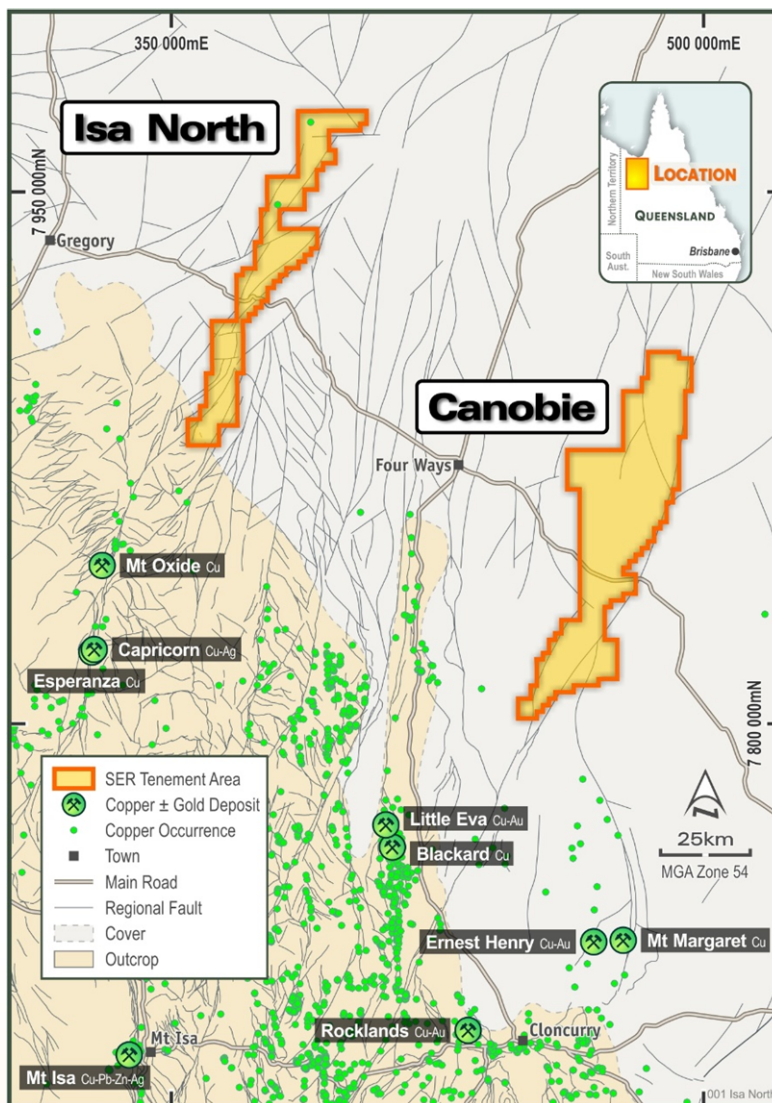 350 000mE
500 000mE
Isa North
7 950 000mN
Gregory
Northern Territory
LOCATION
QUEENSLAND
Brisbane
South
Aust.
New South Wales
Canobie
Four Ways
Mt Oxide Cu
Capricorn Cu-Ag
Esperanza Cu
7 800 000mN
SER Tenement Area
Copper ± Gold Deposit
Copper Occurrence
Town
Main Road
Regional Fault
Cover
Outcrop
Little Eva Cu-Au
Blackard Cu
N
25km
MGA Zone 54
Ernest Henry Cu-Au
Mt Margaret Cu
Rocklands Cu-Au
Cloncurry
Mt Isa
Mt Isa Cu-Pb-Zn-Ag
001 Isa North